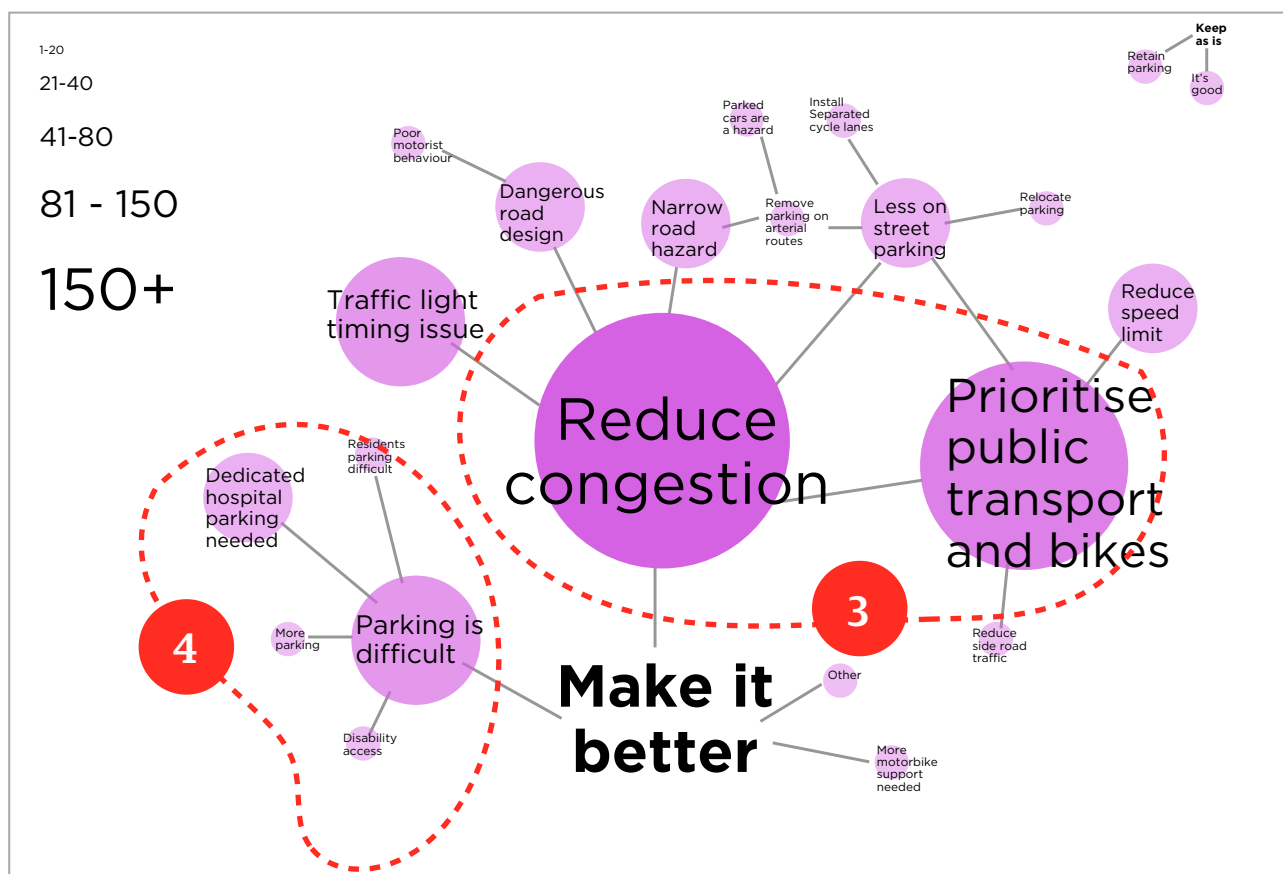 1-20
21-40
41-80
81 - 150
150+
Keep
as is
Retain
parking
It's
good
Parked
cars are
a hazard
Install
Separated
cycle lanes
Poor
motorist
behaviour
Dangerous
road
design
Narrow
road
hazard
Remove
parking on
arterial
routes
Less on
street
parking
Relocate
parking
Traffic light
timing issue
Reduce
speed
limit
Reduce
congestion
Prioritise
public
transport
and bikes
Residents
parking
difficult
Dedicated
hospital
parking
needed
3
4
More
parking
Parking is
difficult
Reduce
side road
traffic
Make it
better
Other
Disability
access
More
motorbike
support
needed